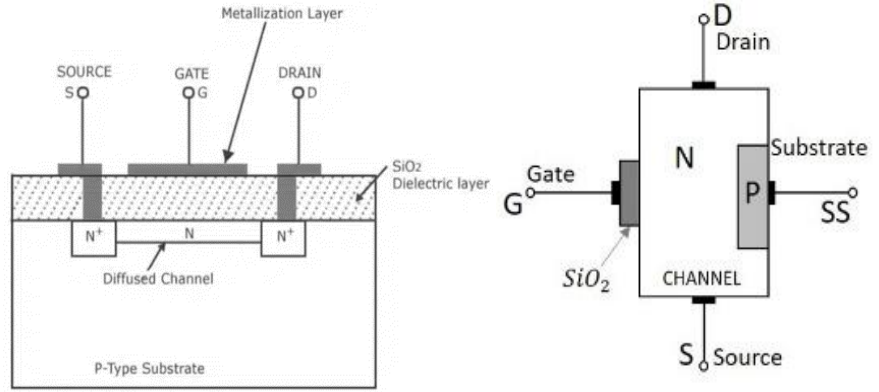 Metallization Layer
SOURCE
S
GATE
G
DRAIN
D
SiO2
Dielectric layer
N+
N
N+
Diffused Channel
P-Type Substrate
D
Drain
Substrate
N
Gate
G
P
SS
SiO2
CHANNEL
S
Source